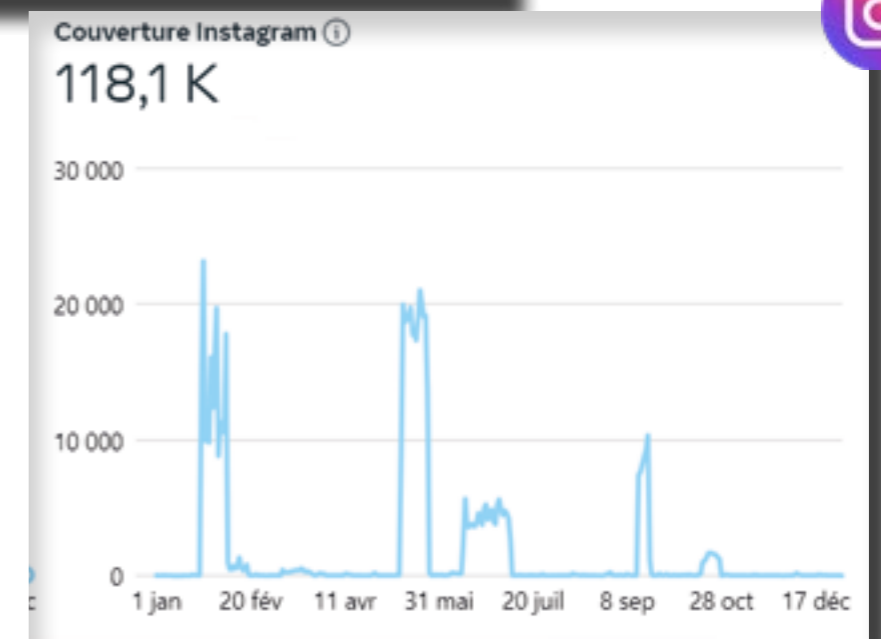 Couverture Instagram
118,1 K
30 000
20 000
10 000
0
1 jan 20 fév 11 avr 31 mai 20 juil 8 sep 28 oct 17 déc
c